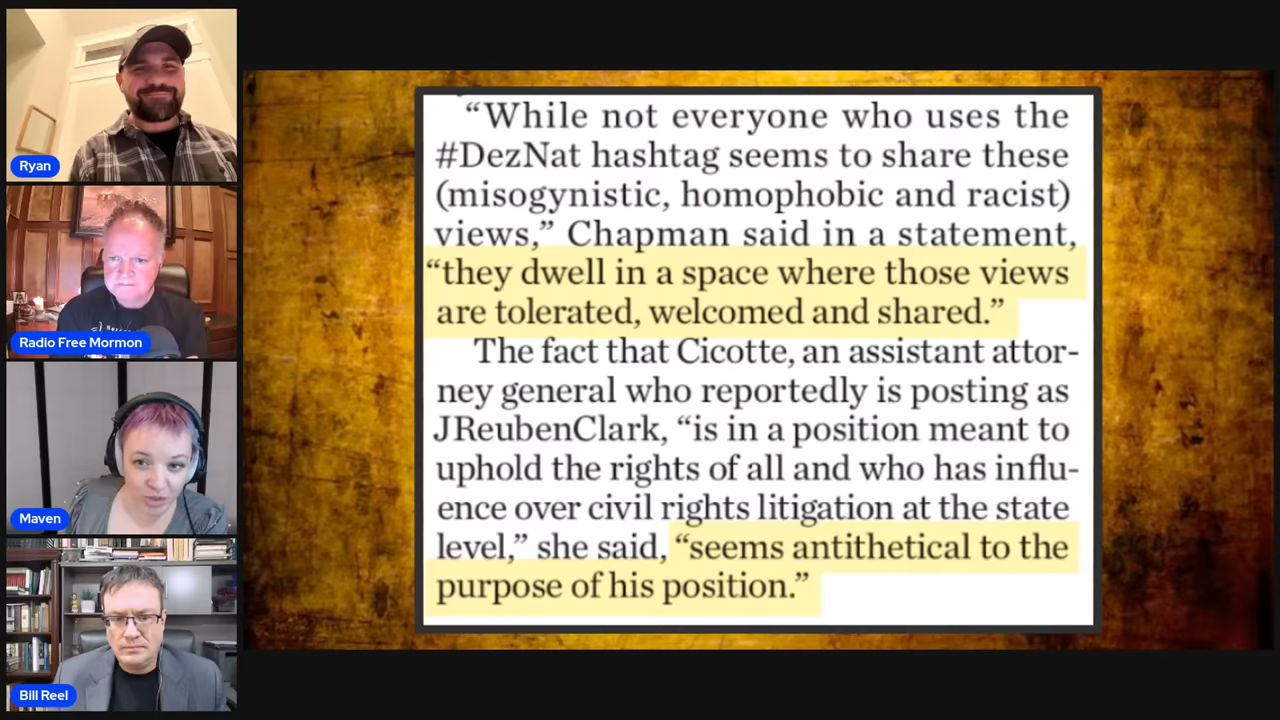 Ryan
Radio Free Mormon
Maven
Bill Reel
“While not everyone who uses the
#DezNat hashtag seems to share these
(misogynistic, homophobic and racist)
views,” Chapman said in a statement,
“they dwell in a space where those views
are tolerated, welcomed and shared.”
The fact that Cicotte, an assistant attor-
ney general who reportedly is posting as
JReubenClark, “is in a position meant to
uphold the rights of all and who has influ-
ence over civil rights litigation at the state
level,” she said, “seems antithetical to the
purpose of his position.”